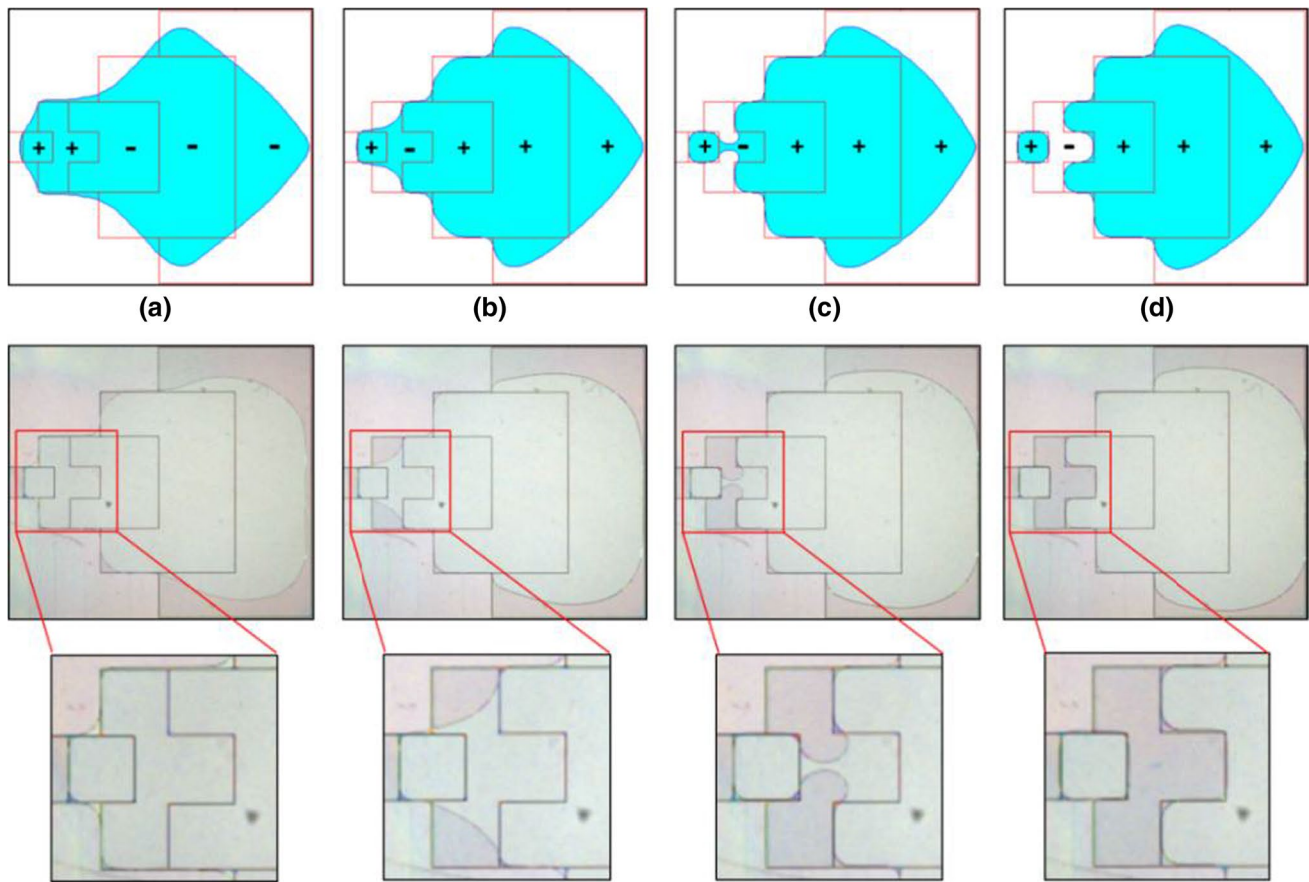 + + - - -
+ - + + +
+ - + + +
+ - + + +
(a) (b) (c) (d)